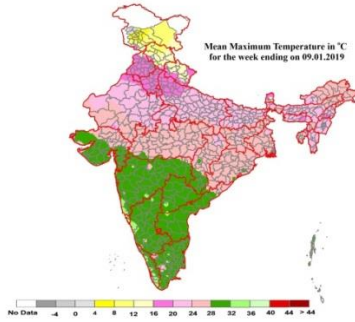 Mean Maximum Temperature in °C
for the week ending on 09.01.2019
No Data -4 0 4 8 12 16 20 24 28 32 36 40 44 > 44